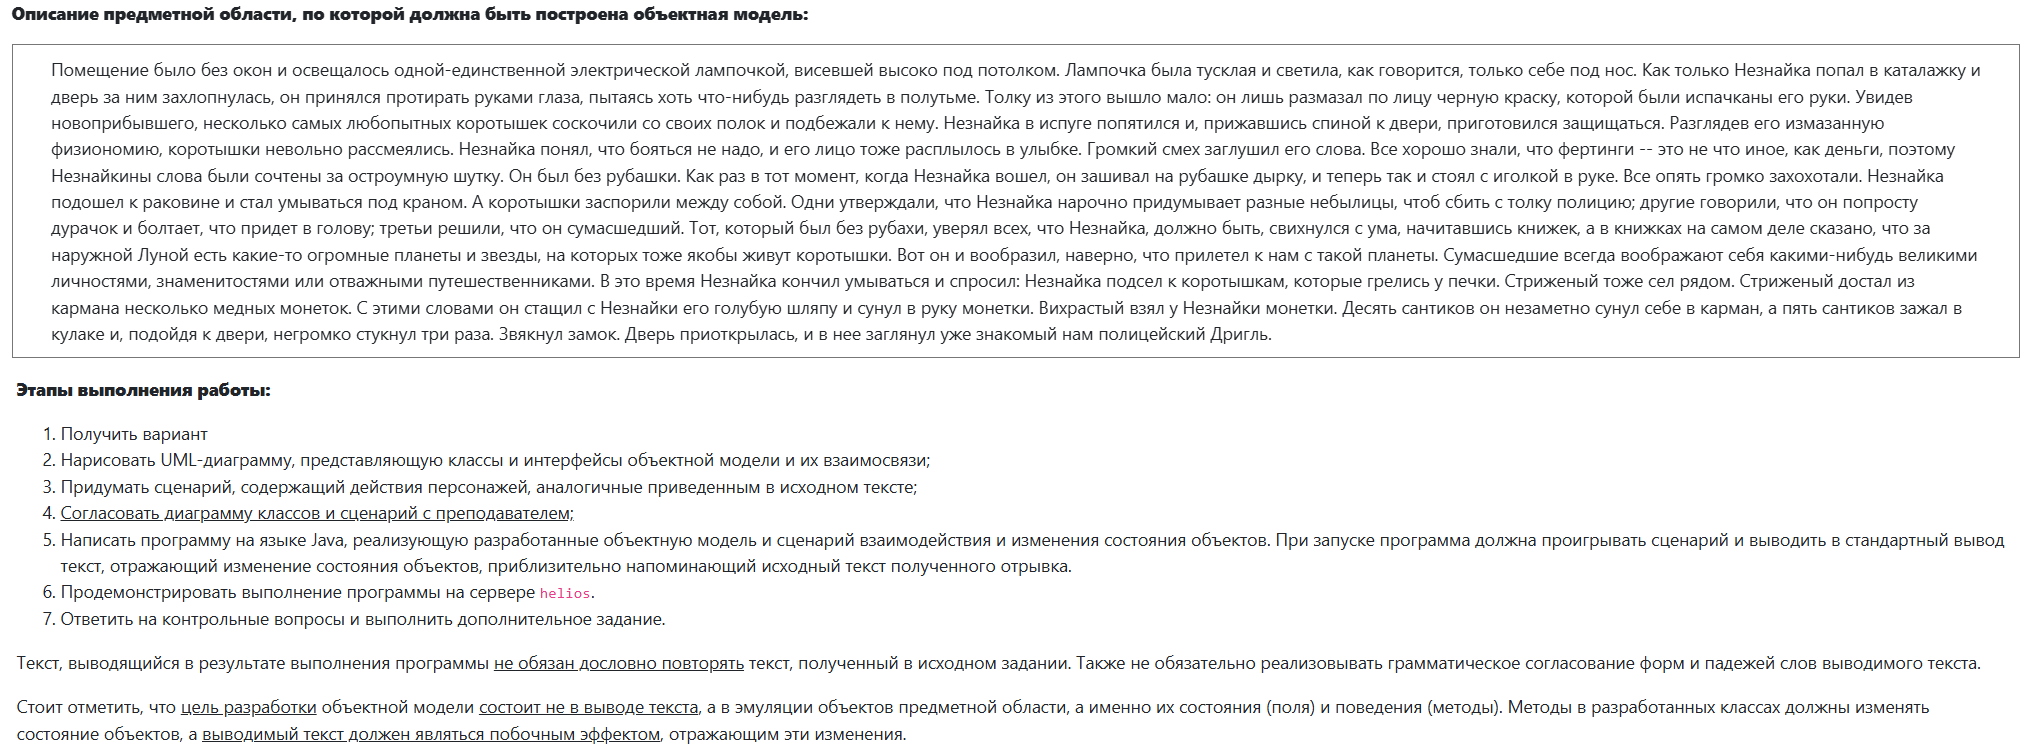 Описание предметной области, по которой должна быть построена объектная модель:
Помещение было без окон и освещалось одной-единственной электрической лампочкой, висевшей высоко под потолком. Лампочка была тусклая и светила, как говорится, только себе под нос. Как только Незнайка попал в каталажку и
дверь за ним захлопнулась, он принялся протирать руками глаза, пытаясь хоть что-нибудь разглядеть в полутьме. Толку из этого вышло мало: он лишь размазал по лицу черную краску, которой были испачканы его руки. Увидев
новоприбывшего, несколько самых любопытных коротышек соскочили со своих полок и подбежали к нему. Незнайка в испуге попятился и, прижавшись спиной к двери, приготовился защищаться. Разглядев его измазанную
физиономию, коротышки невольно рассмеялись. Незнайка понял, что бояться не надо, и его лицо тоже расплылось в улыбке. Громкий смех заглушил его слова. Все хорошо знали, что фертинги -- это не что иное, как деньги, поэтому
Незнайкины слова были сочтены за остроумную шутку. Он был без рубашки. Как раз в тот момент, когда Незнайка вошел, он зашивал на рубашке дырку, и теперь так и стоял с иголкой в руке. Все опять громко захохотали. Незнайка
подошел к раковине и стал умываться под краном. А коротышки заспорили между собой. Одни утверждали, что Незнайка нарочно придумывает разные небылицы, чтоб сбить с толку полицию; другие говорили, что он попросту
дурачок и болтает, что придет в голову; третьи решили, что он сумасшедший. Тот, который был без рубахи, уверял всех, что Незнайка, должно быть, свихнулся с ума, начитавшись книжек, а в книжках на самом деле сказано, что за
наружной Луной есть какие-то огромные планеты и звезды, на которых тоже якобы живут коротышки. Вот он и вообразил, наверно, что прилетел к нам с такой планеты. Сумасшедшие всегда воображают себя какими-нибудь великими
личностями, знаменитостями или отважными путешественниками. В это время Незнайка кончил умываться и спросил: Незнайка подсел к коротышкам, которые грелись у печки. Стриженый тоже сел рядом. Стриженый достал из
кармана несколько медных монеток. С этими словами он стащил с Незнайки его голубую шляпу и сунул в руку монетки. Вихрастый взял у Незнайки монетки. Десять сантиков он незаметно сунул себе в карман, а пять сантиков зажал в
кулаке и, подойдя к двери, негромко стукнул три раза. Звякнул замок. Дверь приоткрылась, и в нее заглянул уже знакомый нам полицейский Дригль.
Этапы выполнения работы:
1. Получить вариант
2. Нарисовать UML-диаграмму, представляющую классы и интерфейсы объектной модели и их взаимосвязи;
3. Придумать сценарий, содержащий действия персонажей, аналогичные приведенным в исходном тексте;
4. Согласовать диаграмму классов и сценарий с преподавателем;
5. Написать программу на языке Java, реализующую разработанные объектную модель и сценарий взаимодействия и изменения состояния объектов. При запуске программа должна проигрывать сценарий и выводить в стандартный вывод
текст, отражающий изменение состояния объектов, приблизительно напоминающий исходный текст полученного отрывка.
6. Продемонстрировать выполнение программы на сервере helios.
7. Ответить на контрольные вопросы и выполнить дополнительное задание.
Текст, выводящийся в результате выполнения программы не обязан дословно повторять текст, полученный в исходном задании. Также не обязательно реализовывать грамматическое согласование форм и падежей слов выводимого текста.
Стоит отметить, что цель разработки объектной модели состоит не в выводе текста, а в эмуляции объектов предметной области, а именно их состояния (поля) и поведения (методы). Методы в разработанных классах должны изменять
состояние объектов, а выводимый текст должен являться побочным эффектом, отражающим эти изменения.